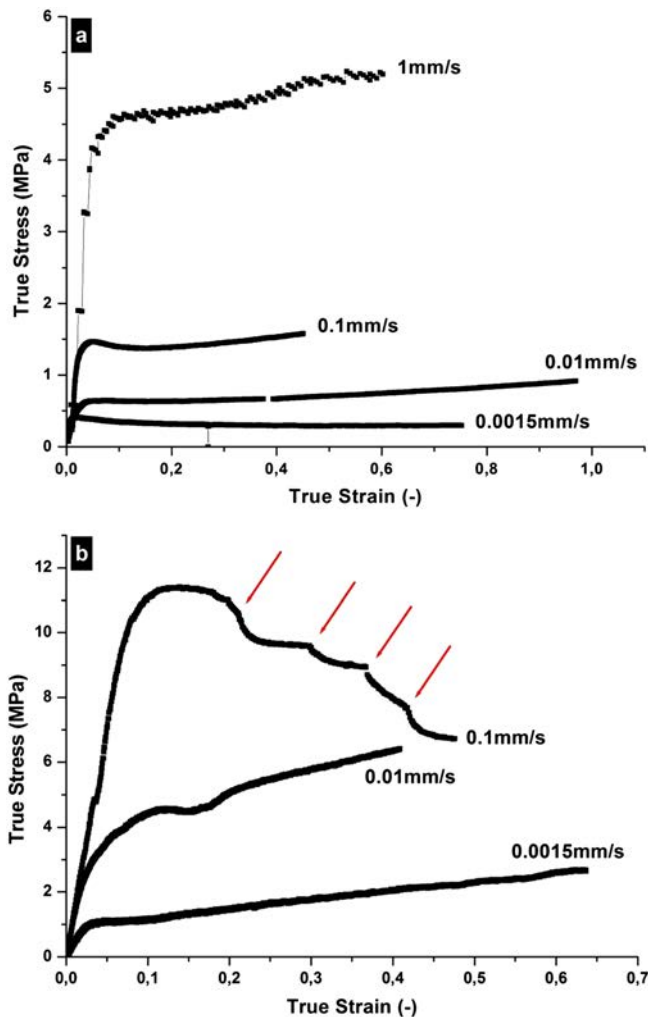 a
6
5
4
3
2
1
0
True Stress (MPa)
1mm/s
0.1mm/s
0.01mm/s
0.0015mm/s
0,0 0,2 0,4 0,6 0,8 1,0
True Strain (-)
b
12
10
8
6
4
2
0
True Stress (MPa)
0.1mm/s
0.01mm/s
0.0015mm/s
0,0 0,1 0,2 0,3 0,4 0,5 0,6 0,7
True Strain (-)